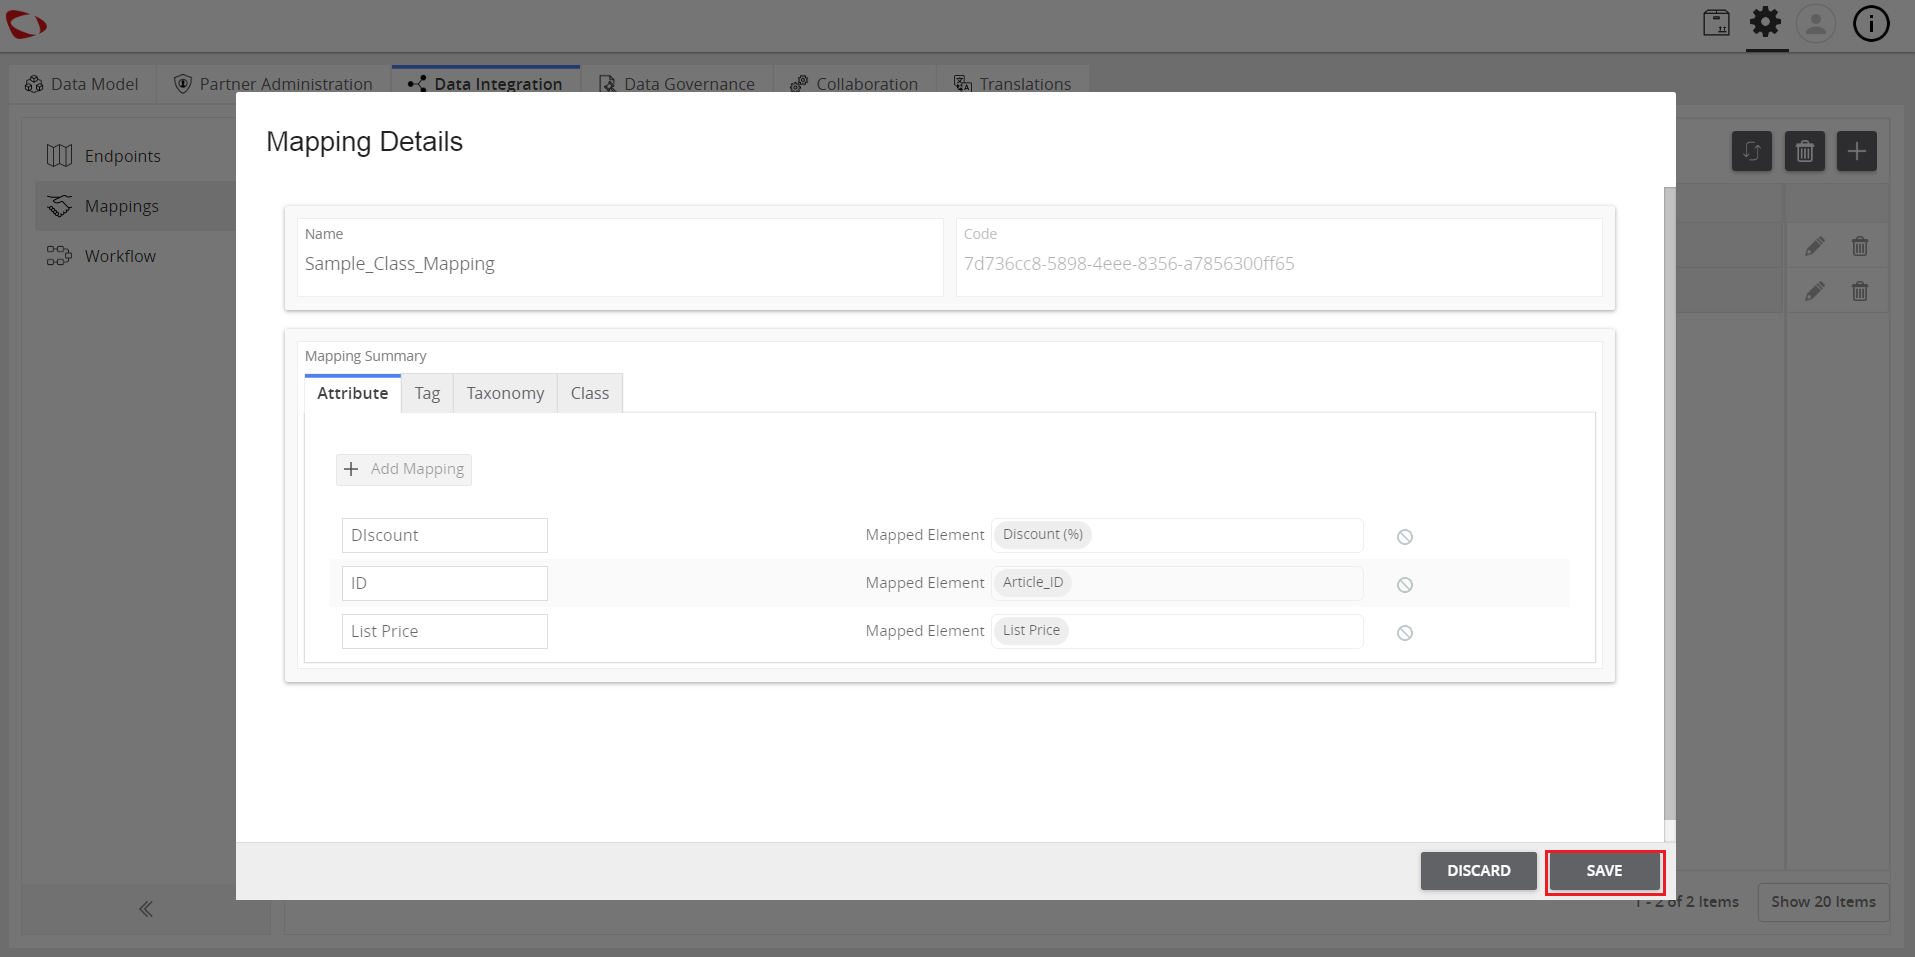 Data Model
Partner Administration
Data Integration
Data Governance
Collaboration
Translations
Endpoints
Mappings
Workflow
Mapping Details
Name
Sample_Class_Mapping
Code
7d736cc8-5898-4eee-8356-a7856300ff65
Mapping Summary
Attribute
Tag
Taxonomy
Class
+ Add Mapping
DIscount
Mapped Element
Discount (%)
ID
Mapped Element
Article_ID
List Price
Mapped Element
List Price
DISCARD
SAVE
1 - 2 of 2 Items
Show 20 Items